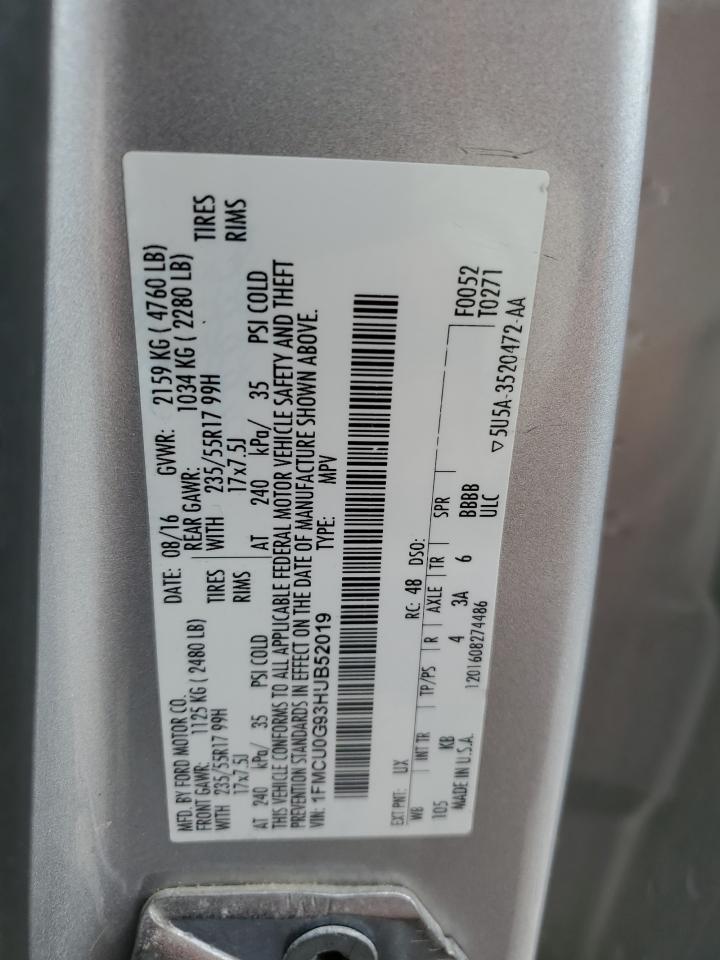 MFD. BY FORD MOTOR CO.
DATE: 08/16 GVWR: 2159 KG ( 4760 LB)
FRONT GAWR: 1125 KG ( 2480 LB) REAR GAWR: 1034 KG ( 2280 LB)
WITH 235/55R17 99H TIRES WITH 235/55R17 99H TIRES
17x7.5J RIMS 17x7.5J RIMS
AT 240 kPa/ 35 PSI COLD AT 240 kPa/ 35 PSI COLD
THIS VEHICLE CONFORMS TO ALL APPLICABLE FEDERAL MOTOR VEHICLE SAFETY AND THEFT
PREVENTION STANDARDS IN EFFECT ON THE DATE OF MANUFACTURE SHOWN ABOVE.
VIN: 1FMCU0G93HUB52019 TYPE: MPV
EXT PNT: UX RC: 48 DSO: F0052
WB INT TR TP/PS R AXLE TR SPR T0271
105 KB 4 3A 6 BBBB
ULC
MADE IN U.S.A. 1201608274486 ▽5U5A-3520472-AA